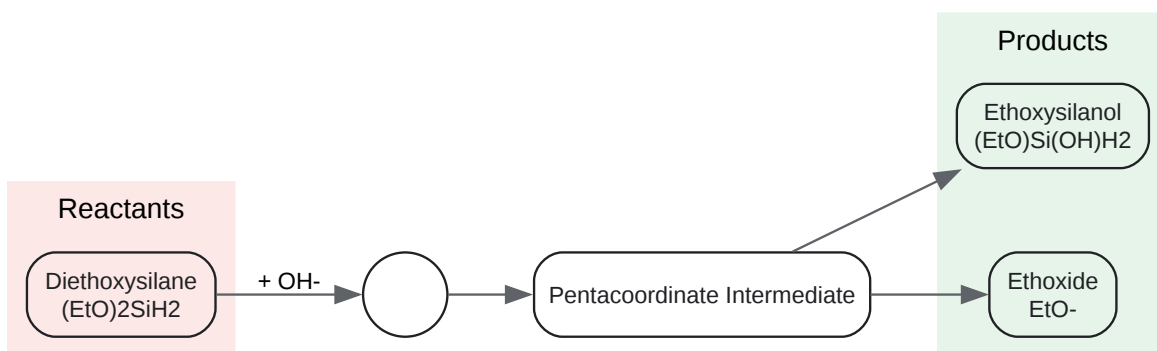 Reactants
Diethoxysilane
(EtO)2SiH2
+ OH-
Pentacoordinate Intermediate
Products
Ethoxysilanol
(EtO)Si(OH)H2
Ethoxide
EtO-